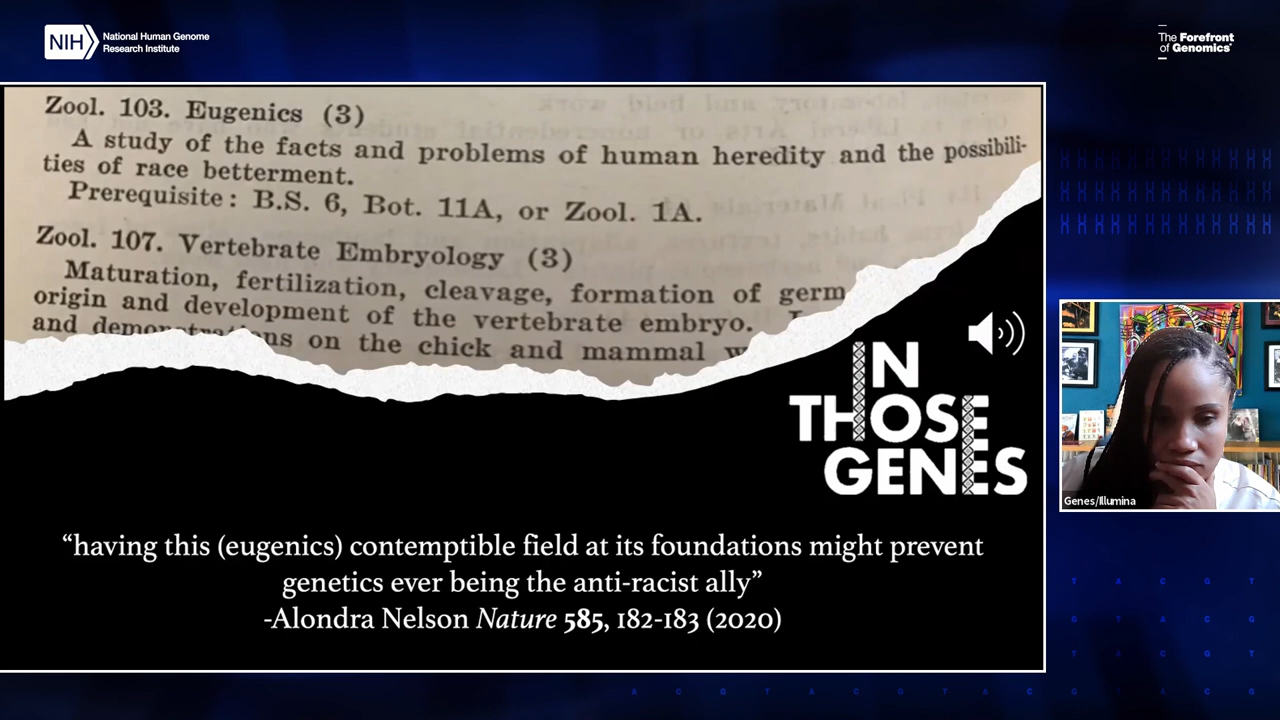 NIH
National Human Genome
Research Institute
The Forefront
of Genomics®
Zool. 103. Eugenics (3)
A study of the facts and problems of human heredity and the possibili-
ties of race betterment.
Prerequisite: B.S. 6, Bot. 11A, or Zool. 1A.
Zool. 107. Vertebrate Embryology (3)
Maturation, fertilization, cleavage, formation of germ
origin and development of the vertebrate embryo.
and on the chick and mammal
IN
THOSE
GENES
“having this (eugenics) contemptible field at its foundations might prevent
genetics ever being the anti-racist ally”
-Alondra Nelson Nature 585, 182-183 (2020)
Genes/Illumina
T A C G T
G T A C G
T A C G T
A C G T A C G T A C G T A C G T A C G